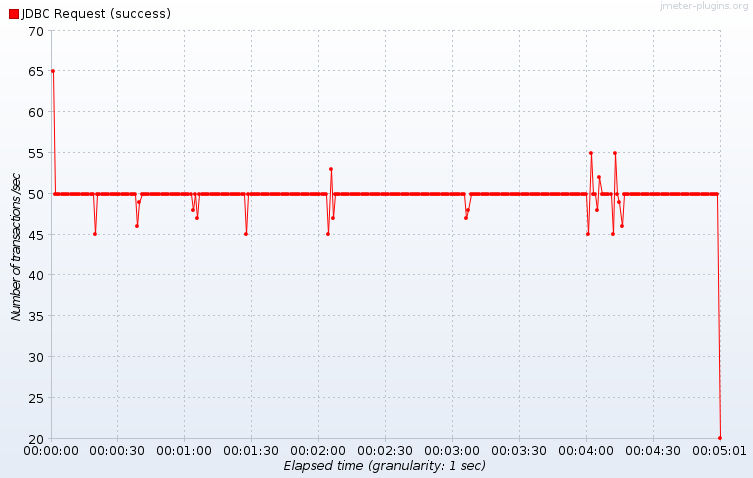 jmeter-plugins.org
JDBC Request (success)
70
65
60
55
50
45
40
35
30
25
20
Number of transactions /sec
00:00:00 00:00:30 00:01:00 00:01:30 00:02:00 00:02:30 00:03:00 00:03:30 00:04:00 00:04:30 00:05:01
Elapsed time (granularity: 1 sec)